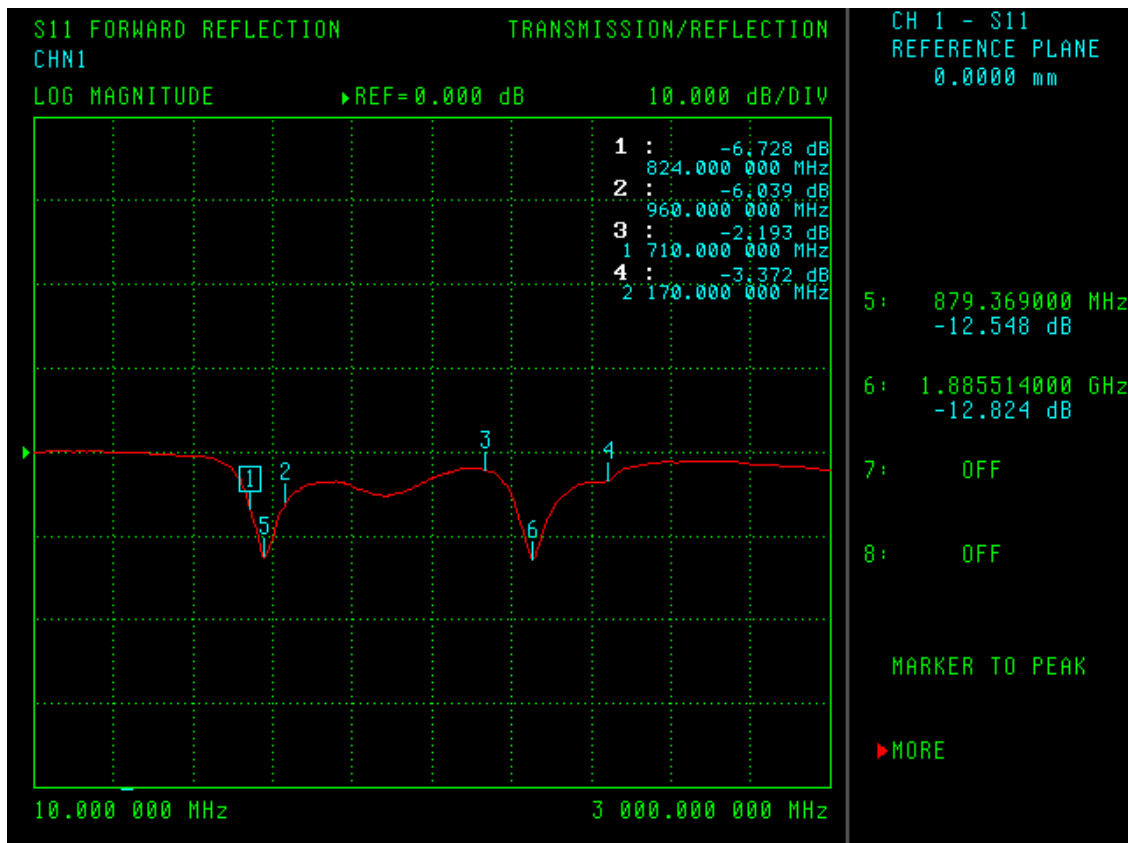 S11 FORWARD REFLECTION TRANSMISSION/REFLECTION
CHN1
LOG MAGNITUDE ▶REF=0.000 dB 10.000 dB/DIV
1 : -6.728 dB
824.000 000 MHz
2 : -6.039 dB
960.000 000 MHz
3 : -2.193 dB
1 710.000 000 MHz
4 : -3.372 dB
2 170.000 000 MHz
3
4
1
2
5
6
10.000 000 MHz 3 000.000 000 MHz
CH 1 - S11
REFERENCE PLANE
0.0000 mm
5: 879.369000 MHz
-12.548 dB
6: 1.885514000 GHz
-12.824 dB
7: OFF
8: OFF
MARKER TO PEAK
▶MORE